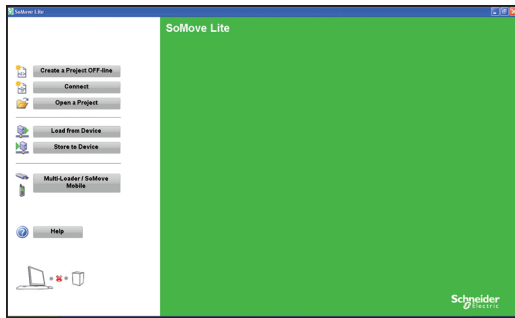 SoMove Lite
SoMove Lite
Create a Project OFF-line
Connect
Open a Project
Load from Device
Store to Device
Multi-Loader / SoMove
Mobile
Help
Schneider
Electric